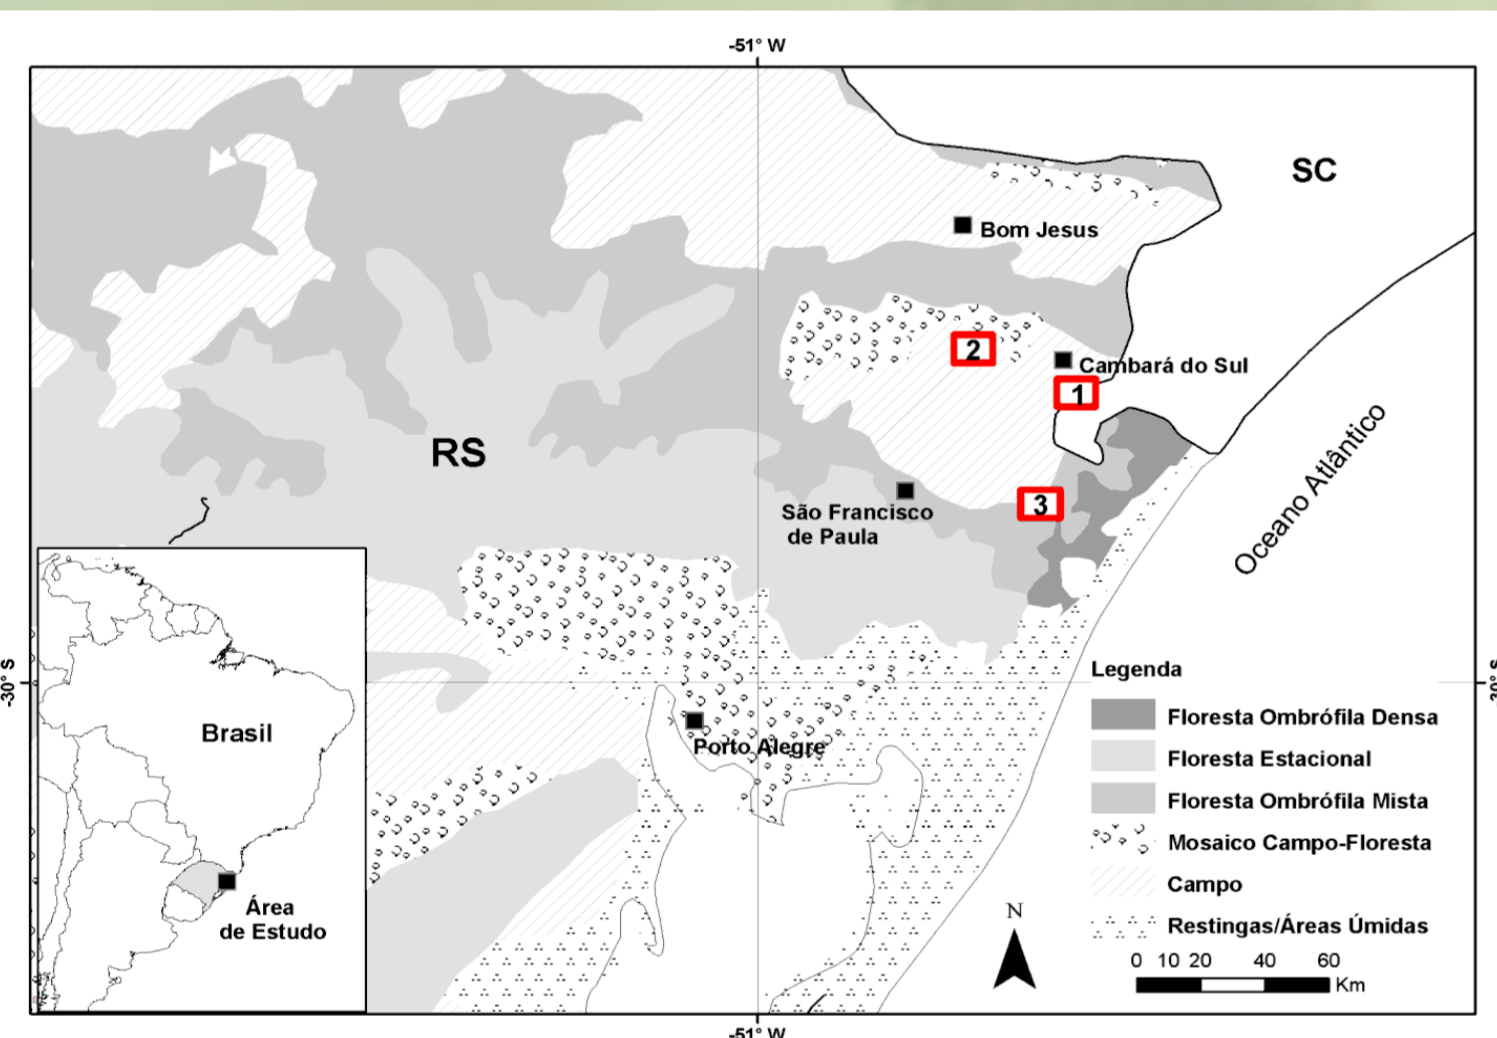 -51° W
SC
Bom Jesus
2
Cambará do Sul
1
RS
Oceano Atlântico
3
São Francisco
de Paula
-30° S
30° S
Legenda
Floresta Ombrófila Densa
Floresta Estacional
Floresta Ombrófila Mista
Mosaico Campo-Floresta
Campo
Restingas/Áreas Úmidas
Brasil
Porto Alegre
Área
de Estudo
N
0 10 20 40 60
Km
-51° W